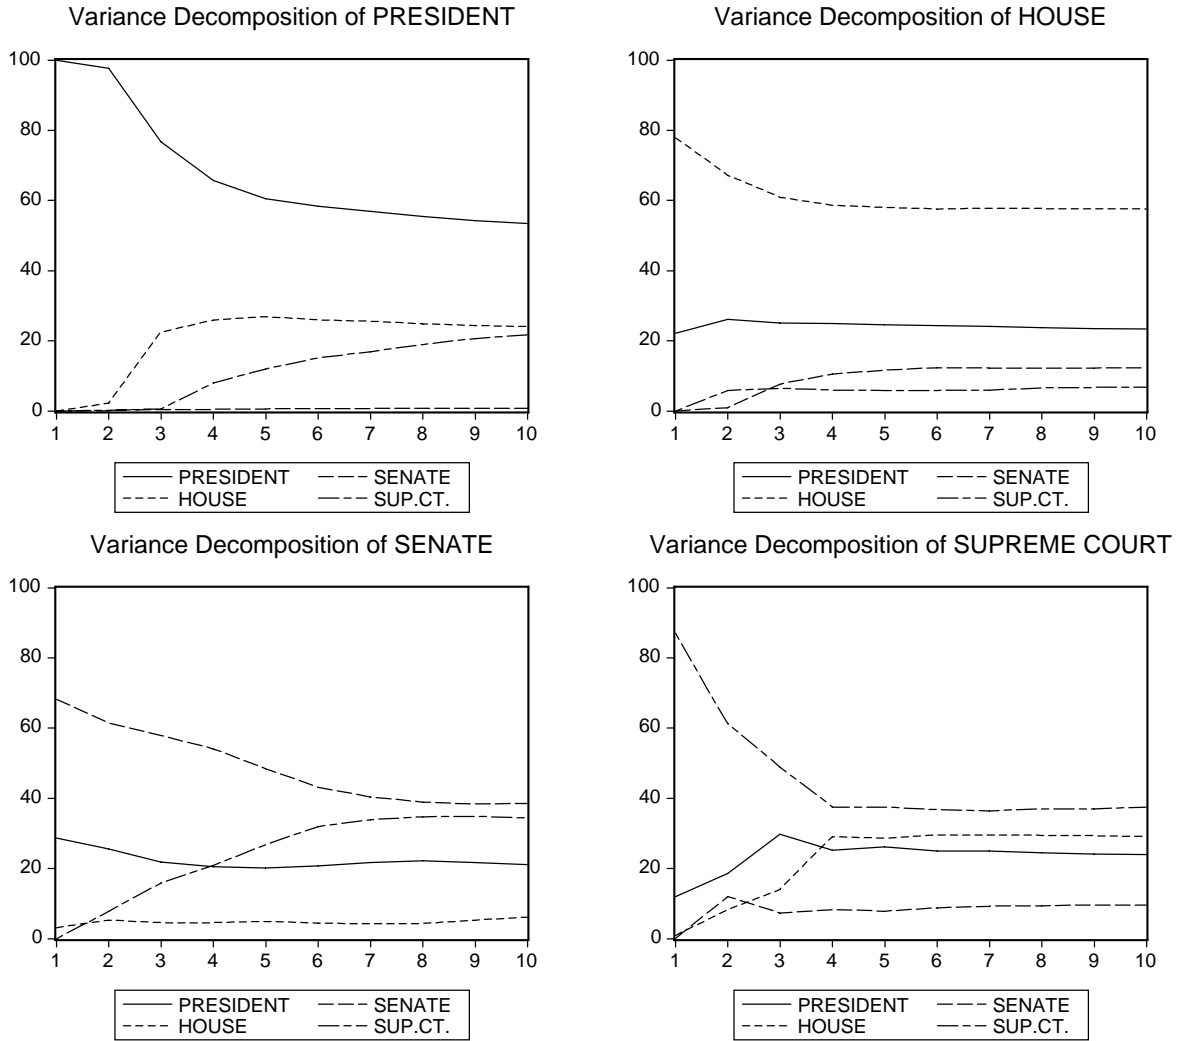 Variance Decomposition of PRESIDENT
100
80
60
40
20
0
1 2 3 4 5 6 7 8 9 10
PRESIDENT SENATE
HOUSE SUP.CT.
Variance Decomposition of HOUSE
100
80
60
40
20
0
1 2 3 4 5 6 7 8 9 10
PRESIDENT SENATE
HOUSE SUP.CT.
Variance Decomposition of SENATE
100
80
60
40
20
0
1 2 3 4 5 6 7 8 9 10
PRESIDENT SENATE
HOUSE SUP.CT.
Variance Decomposition of SUPREME COURT
100
80
60
40
20
0
1 2 3 4 5 6 7 8 9 10
PRESIDENT SENATE
HOUSE SUP.CT.